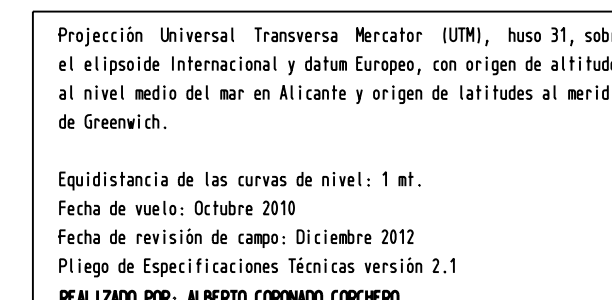 Proyección Universal Transversa Mercator (UTM), huso 31, sobr
el elipsoide Internacional y datum Europeo, con origen de altitude
al nivel medio del mar en Alicante y origen de latitudes al merid
de Greenwich.
Equidistancia de las curvas de nivel: 1 mt.
Fecha de vuelo: Octubre 2010
Fecha de revisión de campo: Diciembre 2012
Pliego de Especificaciones Técnicas versión 2.1
REALIZADO POR: ALBERTO CORONADO CORCHERO